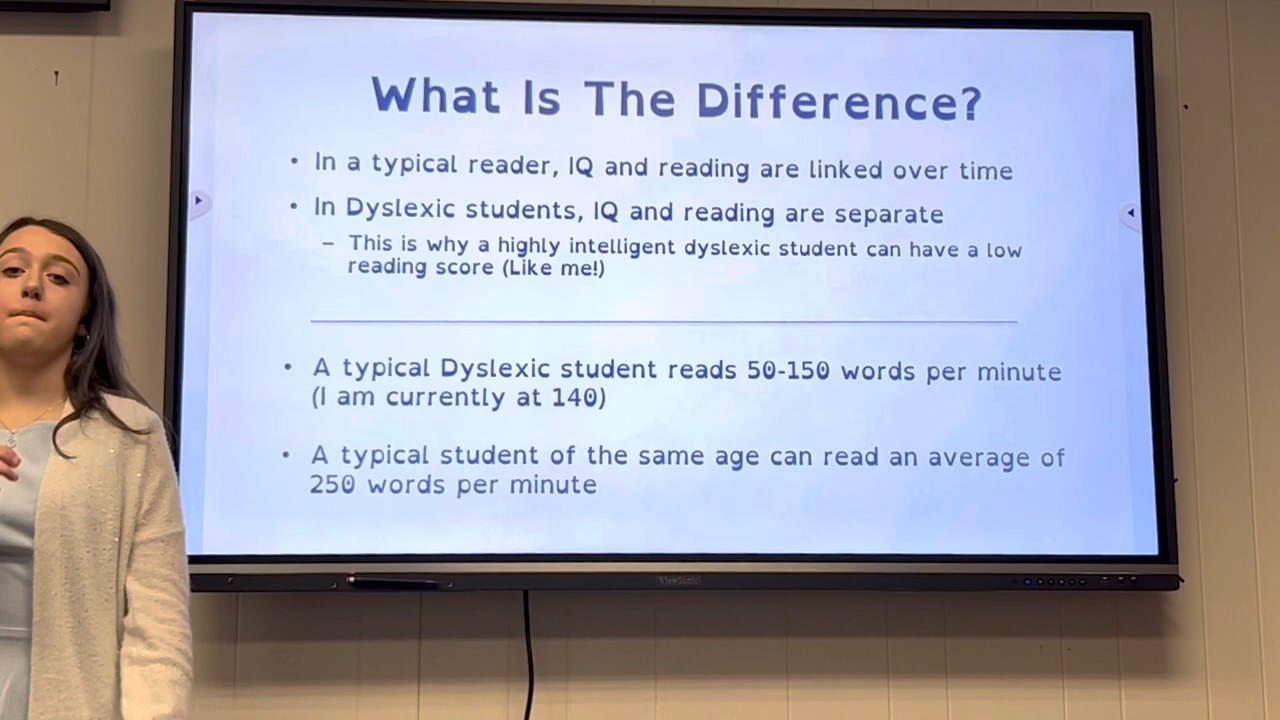 What Is The Difference?
• In a typical reader, IQ and reading are linked over time
• In Dyslexic students, IQ and reading are separate
– This is why a highly intelligent dyslexic student can have a low
reading score (Like me!)
• A typical Dyslexic student reads 50-150 words per minute
(I am currently at 140)
• A typical student of the same age can read an average of
250 words per minute
ViewSonic